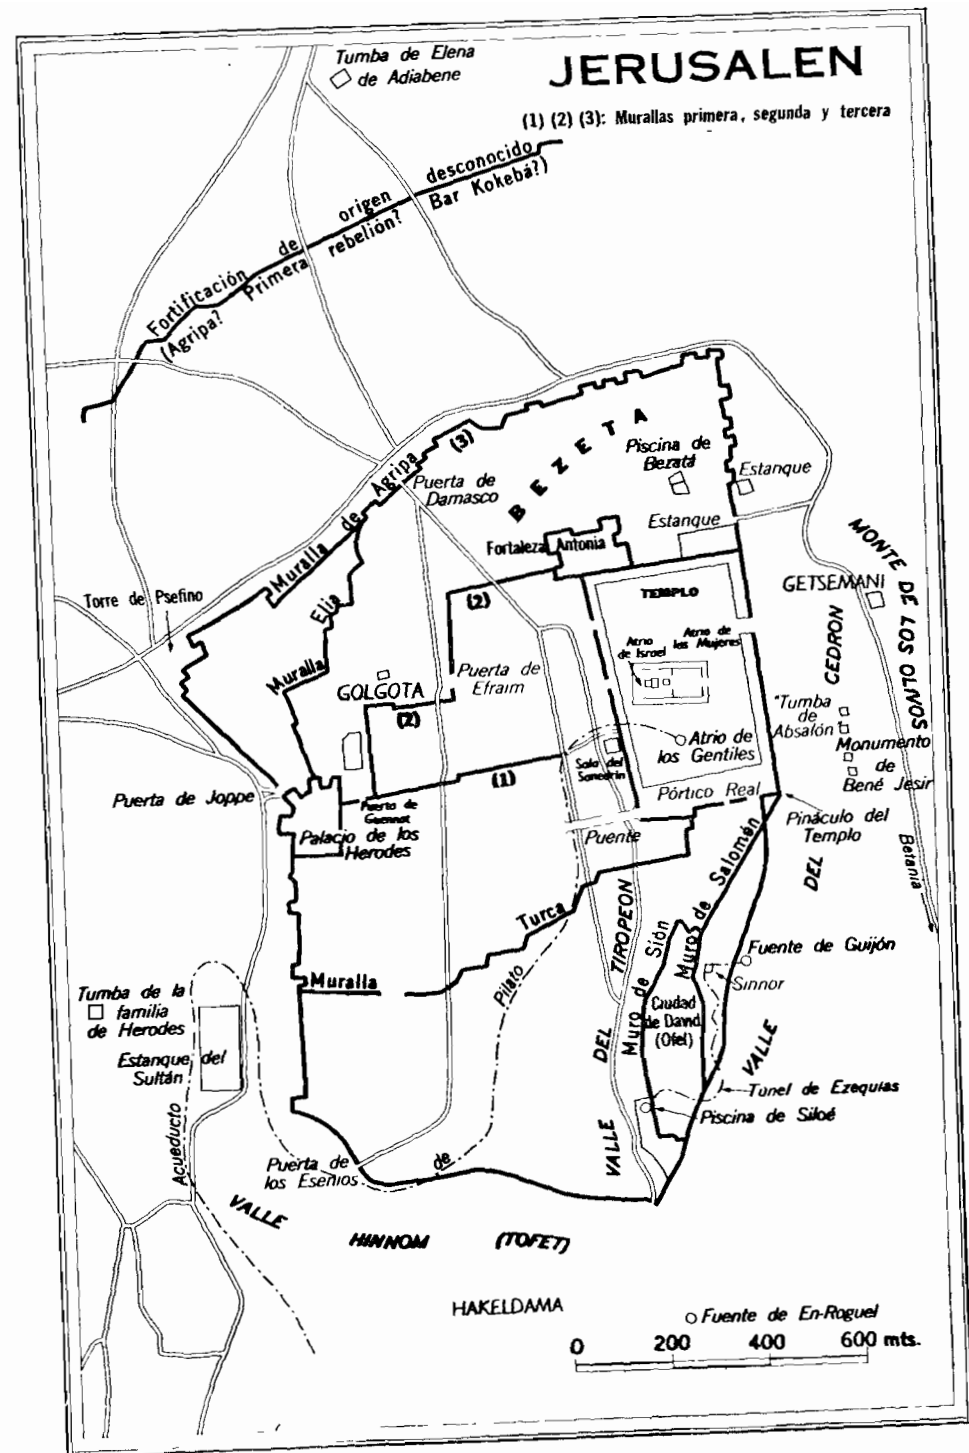 Tumba de Elena
de Adiabene
JERUSALEN
(1) (2) (3): Murallas primera, segunda y tercera
Fortificación de origen desconocido
(Agripa? Primera rebelión? Bar Kokebá?)
BEZETA
Muralla de Agripa (3)
Puerta de
Damasco
Piscina de
Bezatá
Estanque
Estanque
Fortaleza Antonia
MONTE DE LOS OLIVOS
GETSEMANI
CEDRON
Torre de Psefino
Muralla Elia
(2)
TEMPLO
Atrio
de Israel
Atrio de
las Mujeres
GOLGOTA
Puerta de
Efraim
(2)
"Tumba
de
Absalón"
Monumento
de
Bené Jesir
Atrio de
los Gentiles
Sala del
Sanedrín
(1)
Pórtico Real
Puerta de Joppe
Puerta de
Guennat
Palacio de los
Herodes
Puente
Pináculo del
Templo
Betania
Muros de Salomón
Muralla Turca
VALLE DEL TIROPEON
Muro de Sión
VALLE DEL
Fuente de Guijón
Sinnor
Ciudad
de David
(Ofel)
Tumba de la
familia
de Herodes
Estanque del
Sultán
Acueducto de Pilato
Tunel de Ezequias
Piscina de Siloé
Puerta de
los Esenios
VALLE HINNOM (TOFET)
HAKELDAMA
Fuente de En-Roguel
0 200 400 600 mts.